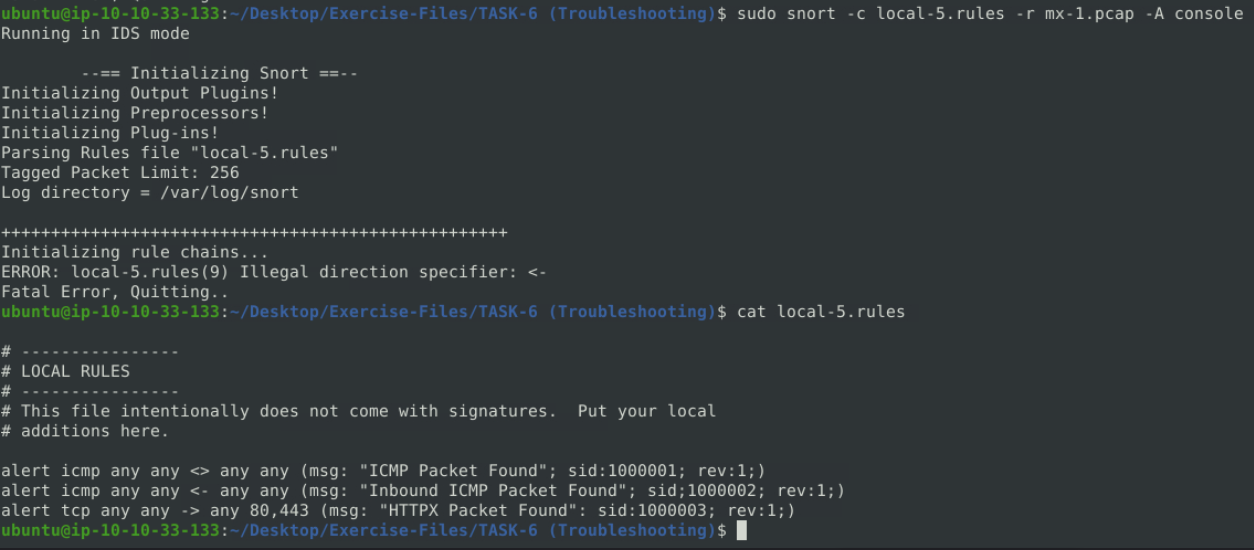 ubuntu@ip-10-10-33-133:~/Desktop/Exercise-Files/TASK-6 (Troubleshooting)$ sudo snort -c local-5.rules -r mx-1.pcap -A console
Running in IDS mode
--== Initializing Snort ==--
Initializing Output Plugins!
Initializing Preprocessors!
Initializing Plug-ins!
Parsing Rules file "local-5.rules"
Tagged Packet Limit: 256
Log directory = /var/log/snort
+++++++++++++++++++++++++++++++++++++++++++++++++++
Initializing rule chains...
ERROR: local-5.rules(9) Illegal direction specifier: <-
Fatal Error, Quitting..
ubuntu@ip-10-10-33-133:~/Desktop/Exercise-Files/TASK-6 (Troubleshooting)$ cat local-5.rules
# ----------------
# LOCAL RULES
# ----------------
# This file intentionally does not come with signatures.  Put your local
# additions here.
alert icmp any any <> any any (msg: "ICMP Packet Found"; sid:1000001; rev:1;)
alert icmp any any <- any any (msg: "Inbound ICMP Packet Found"; sid;1000002; rev:1;)
alert tcp any any -> any 80,443 (msg: "HTTPX Packet Found": sid:1000003; rev:1;)
ubuntu@ip-10-10-33-133:~/Desktop/Exercise-Files/TASK-6 (Troubleshooting)$